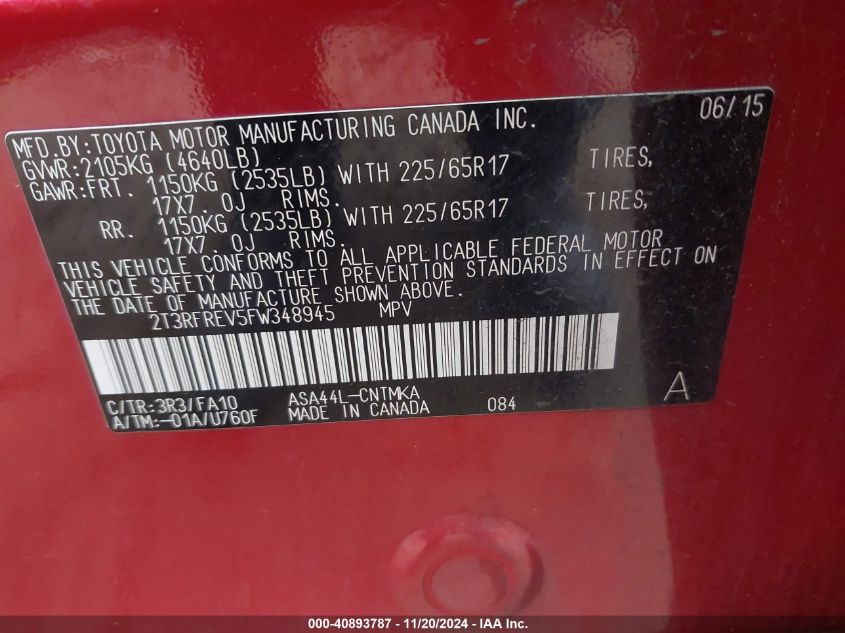 MFD.BY:TOYOTA MOTOR MANUFACTURING CANADA INC. 06/15
GVWR:2105KG (4640LB)
GAWR:FRT. 1150KG (2535LB) WITH 225/65R17 TIRES,
17X7. 0J RIMS.
RR. 1150KG (2535LB) WITH 225/65R17 TIRES,
17X7. 0J RIMS.
THIS VEHICLE CONFORMS TO ALL APPLICABLE FEDERAL MOTOR
VEHICLE SAFETY AND THEFT PREVENTION STANDARDS IN EFFECT ON
THE DATE OF MANUFACTURE SHOWN ABOVE.
2T3RFREV5FW348945 MPV
C/TR:3R3/FA10 ASA44L-CNTMKA A
A/TM:-01A/U760F MADE IN CANADA 084
000-40893787 - 11/20/2024 - IAA Inc.